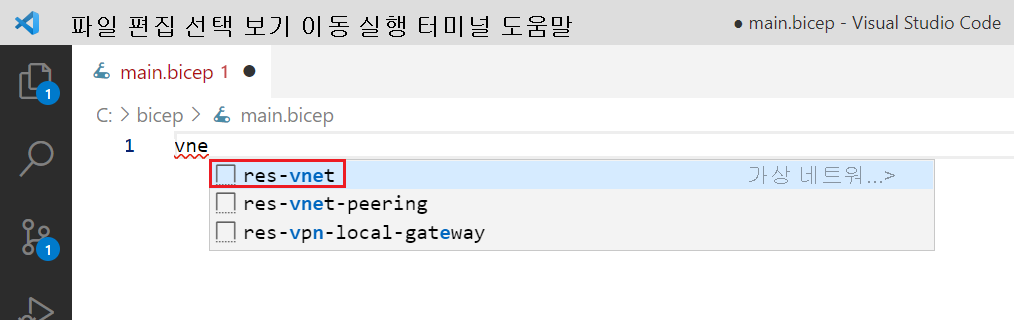 파일 편집 선택 보기 이동 실행 터미널 도움말 ● main.bicep - Visual Studio Code
main.bicep 1 ●
C: > bicep > main.bicep
1 vne
res-vnet 가상 네트워...>
res-vnet-peering
res-vpn-local-gateway
1
1